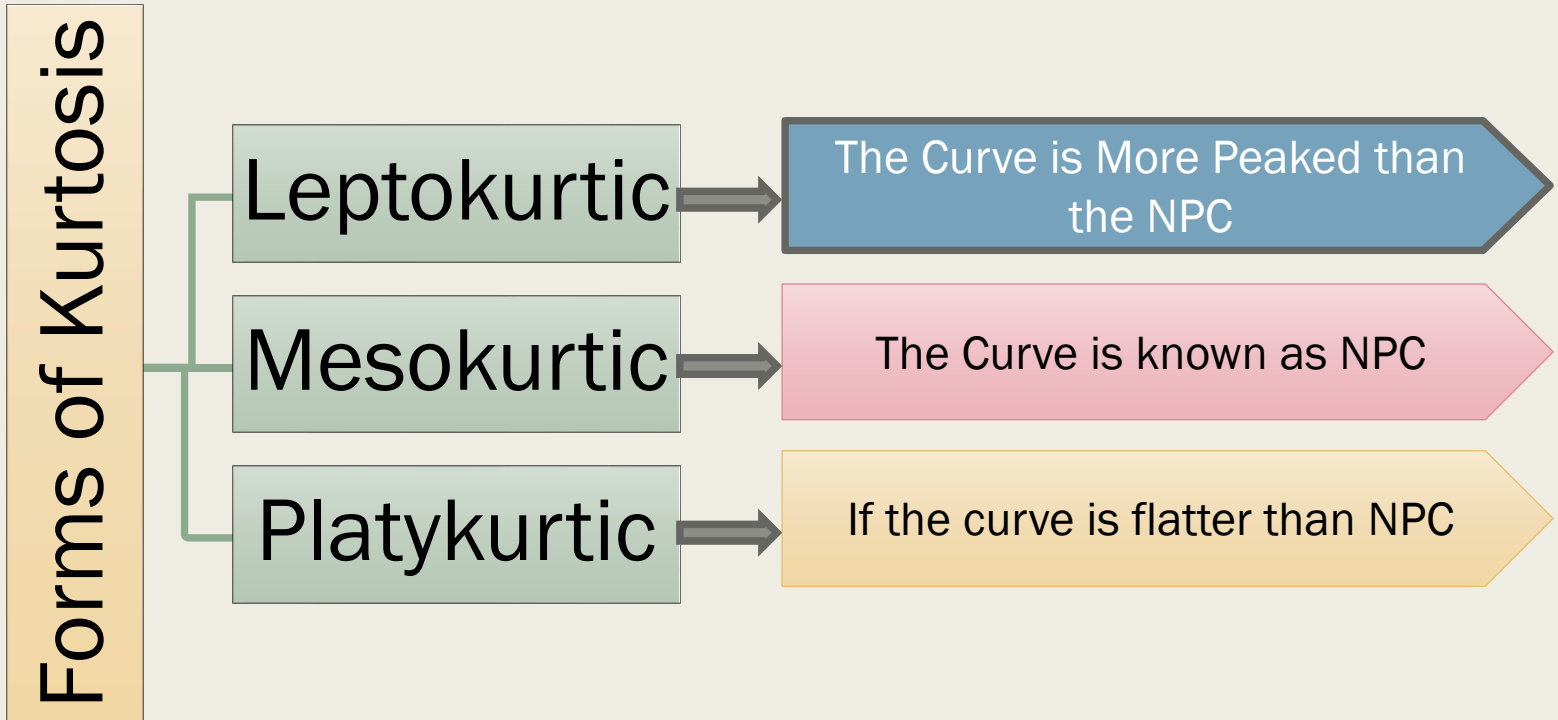 Forms of Kurtosis
Leptokurtic
The Curve is More Peaked than
the NPC
Mesokurtic
The Curve is known as NPC
Platykurtic
If the curve is flatter than NPC